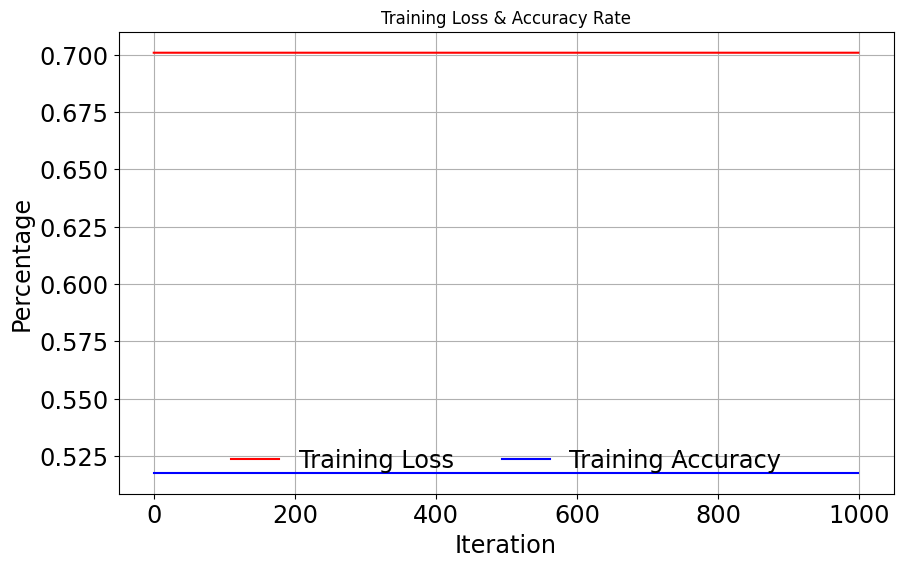 Training Loss & Accuracy Rate
0.700
0.675
0.650
0.625
0.600
0.575
0.550
0.525
Percentage
Training Loss Training Accuracy
0 200 400 600 800 1000
Iteration